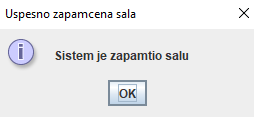 Uspesno zapamcena sala
Sistem je zapamtio salu
OK